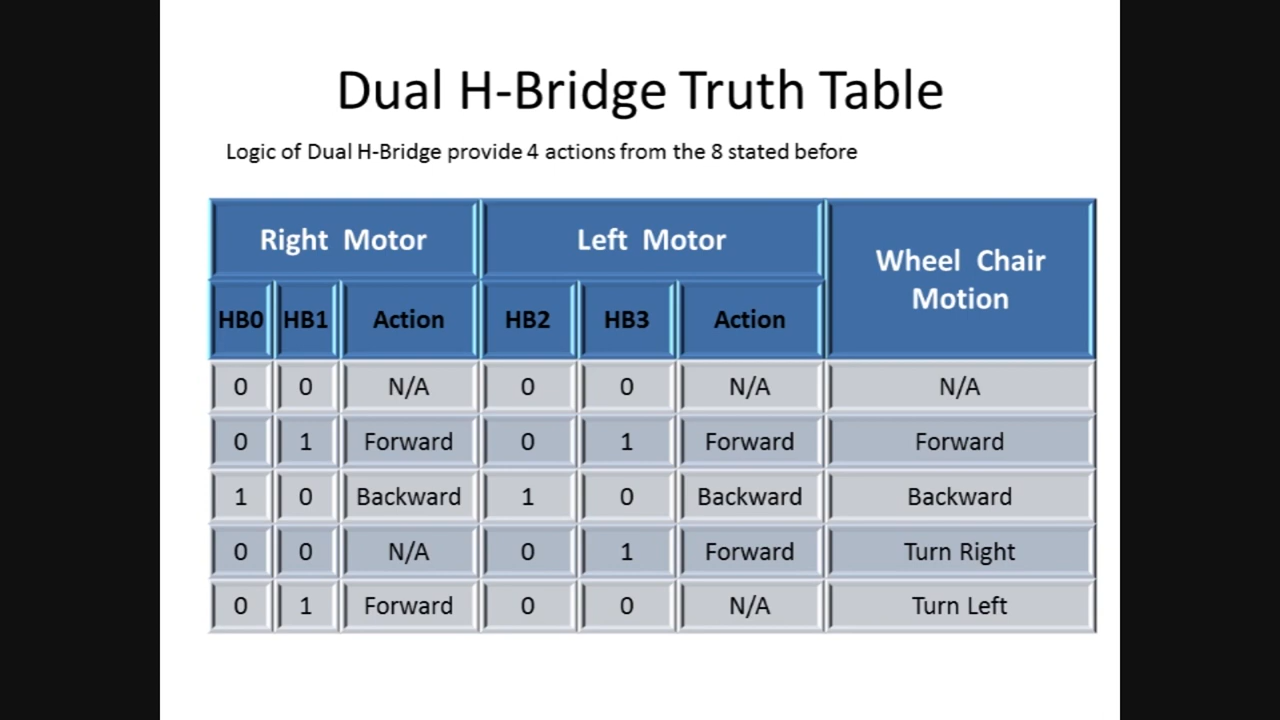 Dual H-Bridge Truth Table
Logic of Dual H-Bridge provide 4 actions from the 8 stated before
Right Motor Left Motor Wheel Chair Motion
HB0 HB1 Action HB2 HB3 Action
0 0 N/A 0 0 N/A N/A
0 1 Forward 0 1 Forward Forward
1 0 Backward 1 0 Backward Backward
0 0 N/A 0 1 Forward Turn Right
0 1 Forward 0 0 N/A Turn Left